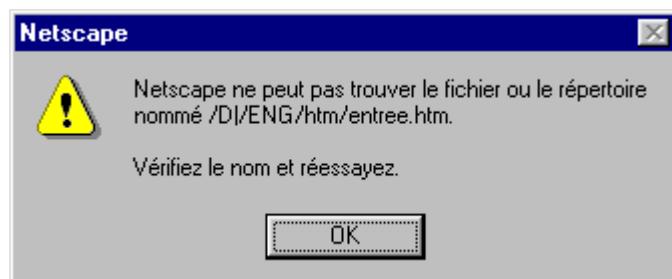 Netscape
Netscape ne peut pas trouver le fichier ou le répertoire
nommé /D|/ENG/htm/entree.htm.
Vérifiez le nom et réessayez.
OK